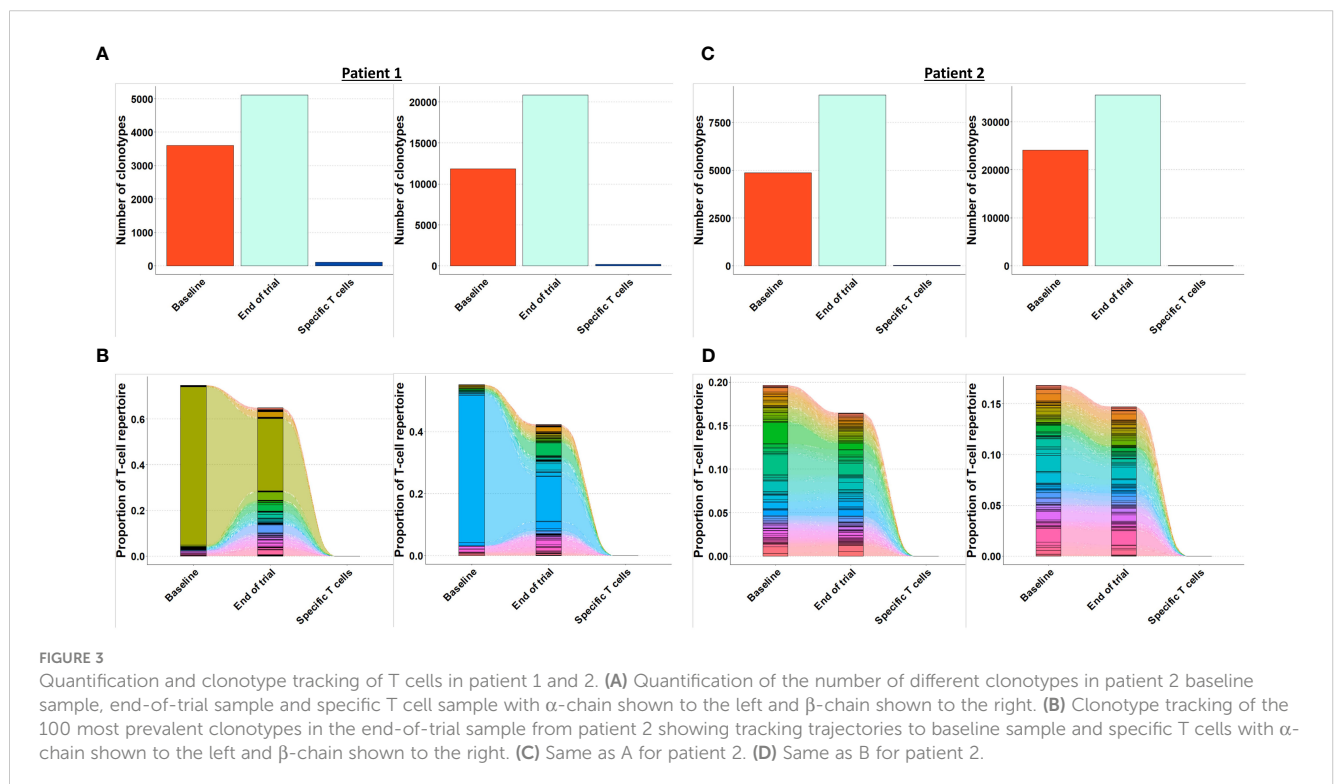 A
Patient 1
C
Patient 2
Number of clonotypes
5000
4000
3000
2000
1000
0
Baseline
End of trial
Specific T cells
Number of clonotypes
20000
15000
10000
5000
0
Baseline
End of trial
Specific T cells
Number of clonotypes
7500
5000
2500
0
Baseline
End of trial
Specific T cells
Number of clonotypes
30000
20000
10000
0
Baseline
End of trial
Specific T cells
B
Proportion of T-cell repertoire
0.6
0.4
0.2
0.0
Baseline
End of trial
Specific T cells
Proportion of T-cell repertoire
0.4
0.2
0.0
Baseline
End of trial
Specific T cells
D
Proportion of T-cell repertoire
0.20
0.15
0.10
0.05
0.00
Baseline
End of trial
Specific T cells
Proportion of T-cell repertoire
0.15
0.10
0.05
0.00
Baseline
End of trial
Specific T cells
FIGURE 3
Quantification and clonotype tracking of T cells in patient 1 and 2. (A) Quantification of the number of different clonotypes in patient 2 baseline
sample, end-of-trial sample and specific T cell sample with α-chain shown to the left and β-chain shown to the right. (B) Clonotype tracking of the
100 most prevalent clonotypes in the end-of-trial sample from patient 2 showing tracking trajectories to baseline sample and specific T cells with α-
chain shown to the left and β-chain shown to the right. (C) Same as A for patient 2. (D) Same as B for patient 2.